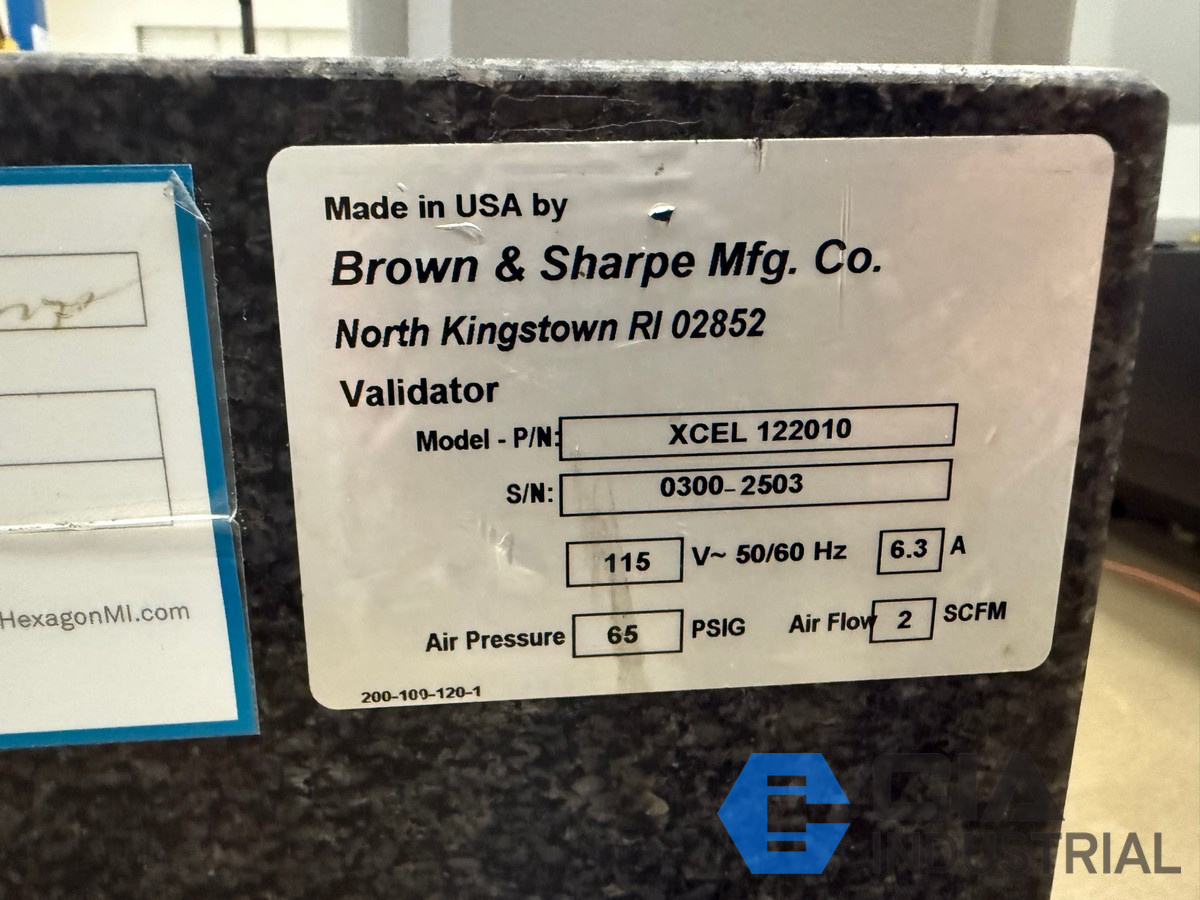 Made in USA by
Brown & Sharpe Mfg. Co.
North Kingstown RI 02852
Validator
Model - P/N: XCEL 122010
S/N: 0300-2503
115 V~ 50/60 Hz 6.3 A
Air Pressure 65 PSIG Air Flow 2 SCFM
200-109-120-1
HexagonMI.com
CIA
INDUSTRIAL